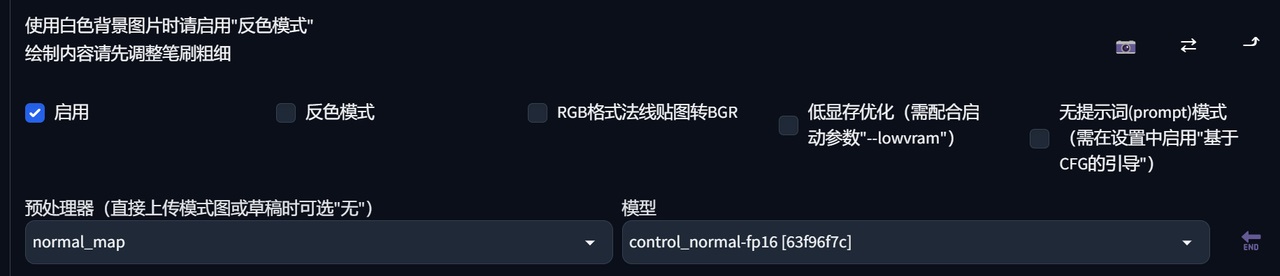 使用白色背景图片时请启用"反色模式"
绘制内容请先调整笔刷粗细
启用
反色模式
RGB格式法线贴图转BGR
低显存优化（需配合启
动参数"--lowvram"）
无提示词(prompt)模式
（需在设置中启用"基于
CFG的引导"）
预处理器（直接上传模式图或草稿时可选"无"）
模型
normal_map
control_normal-fp16 [63f96f7c]
END